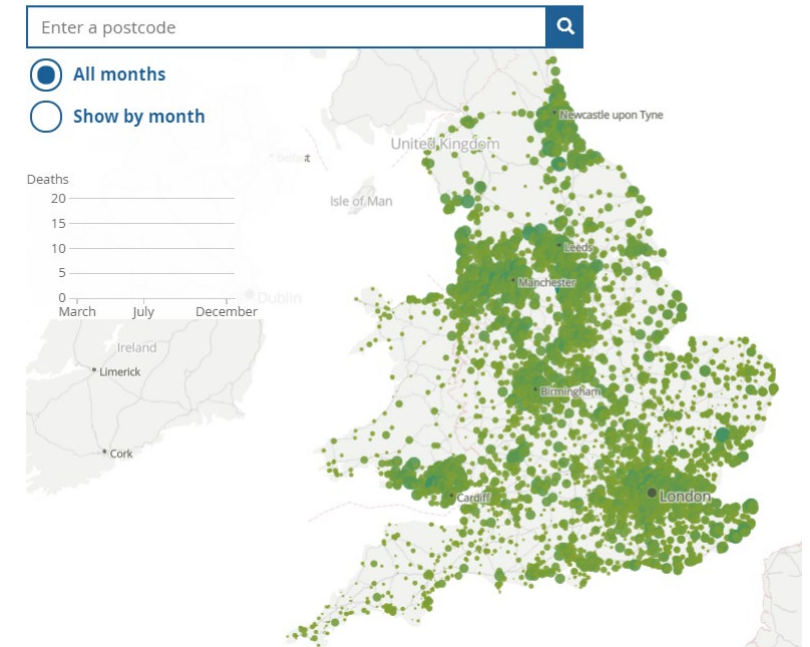 Enter a postcode
All months
Show by month
Newcastle upon Tyne
United Kingdom
Belfast
Deaths
20
Isle of Man
15
10
Leeds
5
Manchester
0
Dublin
March July December
Ireland
Limerick
Birmingham
Cork
Cardiff
London